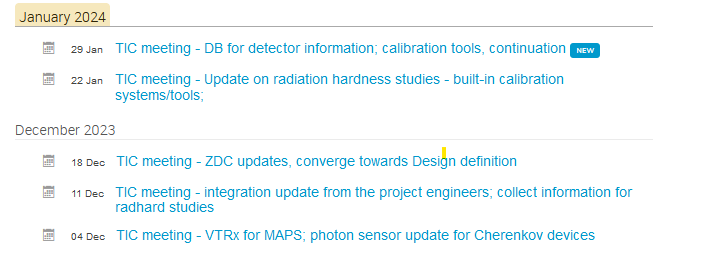 January 2024
29 Jan TIC meeting - DB for detector information; calibration tools, continuation NEW
22 Jan TIC meeting - Update on radiation hardness studies - built-in calibration
systems/tools;
December 2023
18 Dec TIC meeting - ZDC updates, converge towards Design definition
11 Dec TIC meeting - integration update from the project engineers; collect information for
radhard studies
04 Dec TIC meeting - VTRx for MAPS; photon sensor update for Cherenkov devices